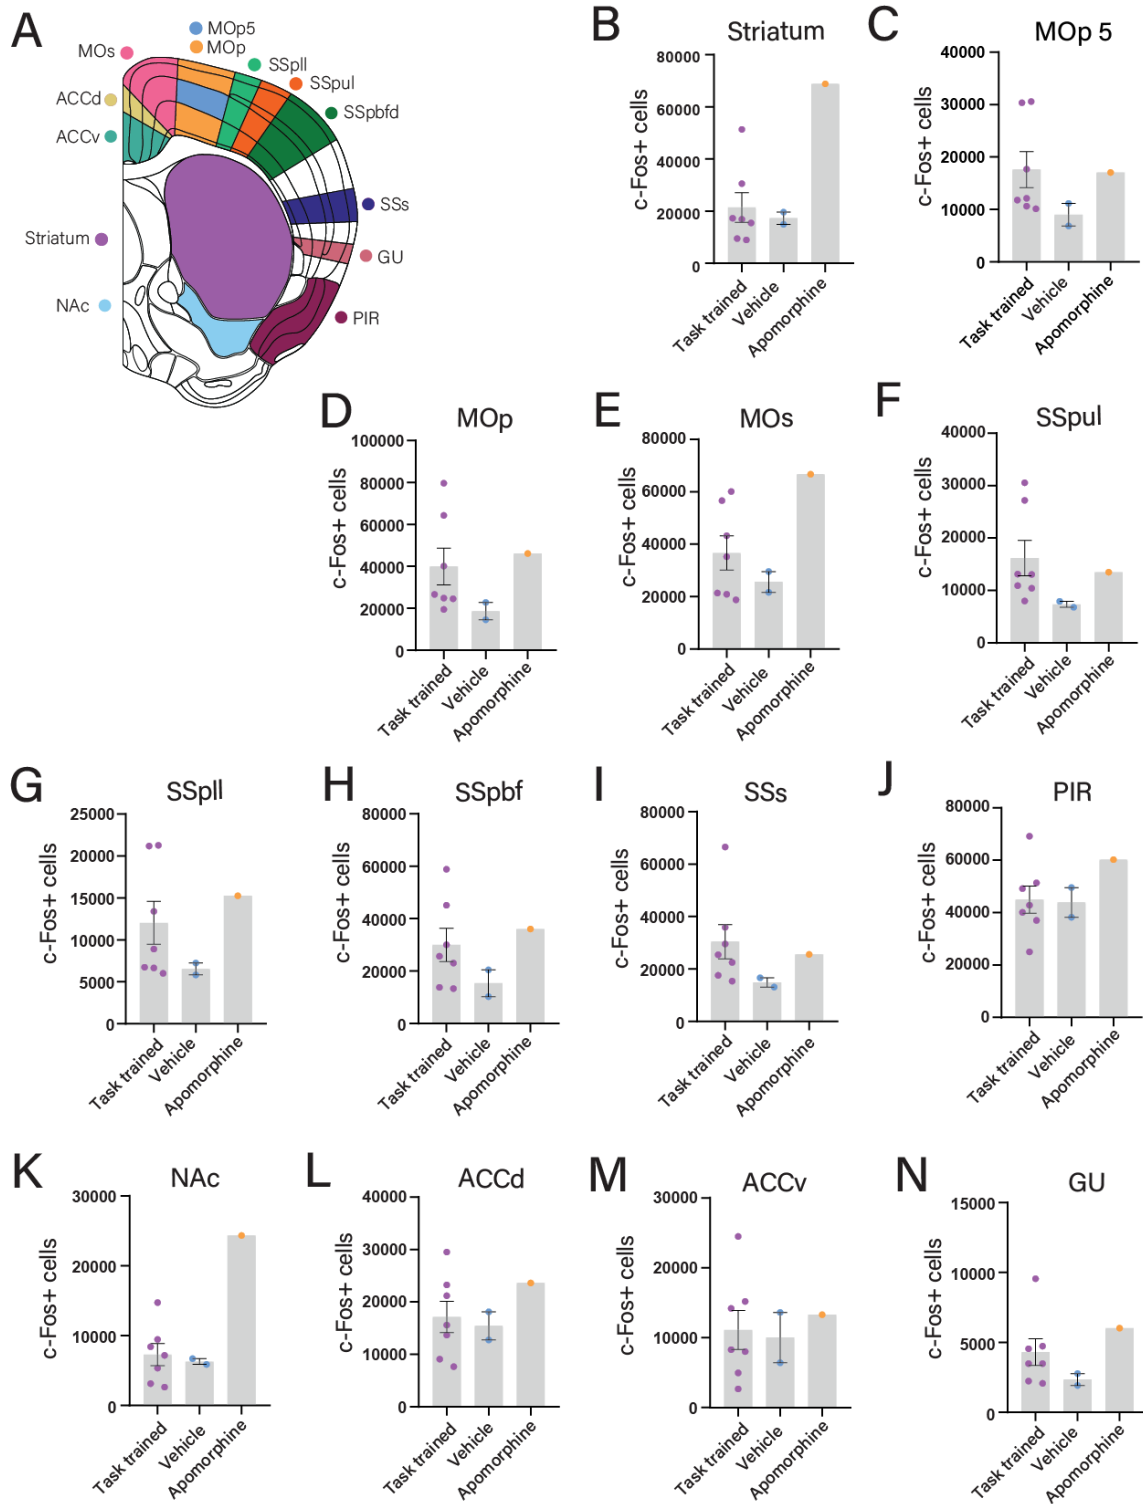 A
MOp5
MOp
MOs
SSpll
SSpul
ACCd
SSpbfd
ACCv
SSs
Striatum
GU
NAc
PIR
B
Striatum
c-Fos+ cells
80000
60000
40000
20000
0
Task trained
Vehicle
Apomorphine
C
MOp 5
c-Fos+ cells
40000
30000
20000
10000
0
Task trained
Vehicle
Apomorphine
D
MOp
c-Fos+ cells
100000
80000
60000
40000
20000
0
Task trained
Vehicle
Apomorphine
E
MOs
c-Fos+ cells
80000
60000
40000
20000
0
Task trained
Vehicle
Apomorphine
F
SSpul
c-Fos+ cells
40000
30000
20000
10000
0
Task trained
Vehicle
Apomorphine
G
SSpll
c-Fos+ cells
25000
20000
15000
10000
5000
0
Task trained
Vehicle
Apomorphine
H
SSpbf
c-Fos+ cells
80000
60000
40000
20000
0
Task trained
Vehicle
Apomorphine
I
SSs
c-Fos+ cells
80000
60000
40000
20000
0
Task trained
Vehicle
Apomorphine
J
PIR
c-Fos+ cells
80000
60000
40000
20000
0
Task trained
Vehicle
Apomorphine
K
NAc
c-Fos+ cells
30000
20000
10000
0
Task trained
Vehicle
Apomorphine
L
ACCd
c-Fos+ cells
40000
30000
20000
10000
0
Task trained
Vehicle
Apomorphine
M
ACCv
c-Fos+ cells
30000
20000
10000
0
Task trained
Vehicle
Apomorphine
N
GU
c-Fos+ cells
15000
10000
5000
0
Task trained
Vehicle
Apomorphine